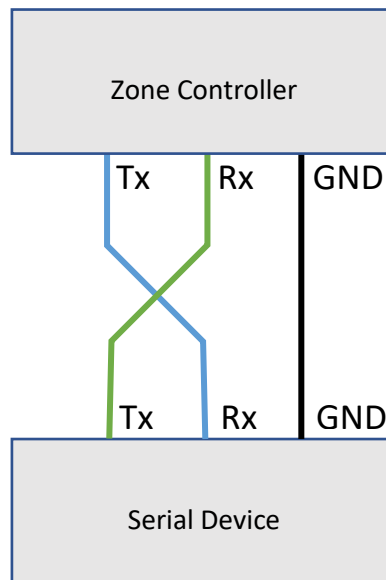 Zone Controller
Tx Rx GND
Tx Rx GND
Serial Device